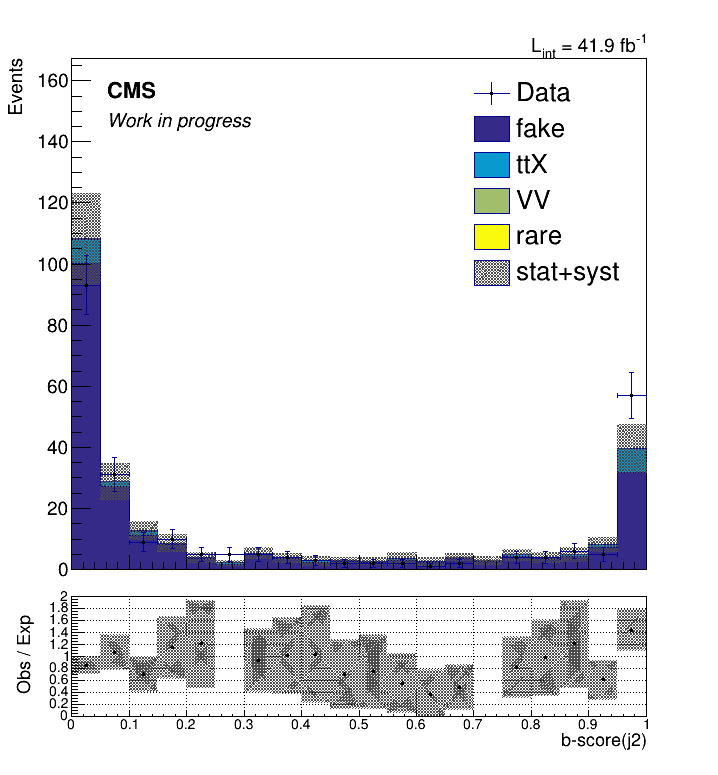 L_int = 41.9 fb^-1
Events
160
140
120
100
80
60
40
20
0
CMS
Work in progress
Data
fake
ttX
VV
rare
stat+syst
Obs / Exp
2
1.8
1.6
1.4
1.2
1
0.8
0.6
0.4
0.2
0
0 0.1 0.2 0.3 0.4 0.5 0.6 0.7 0.8 0.9 1
b-score(j2)